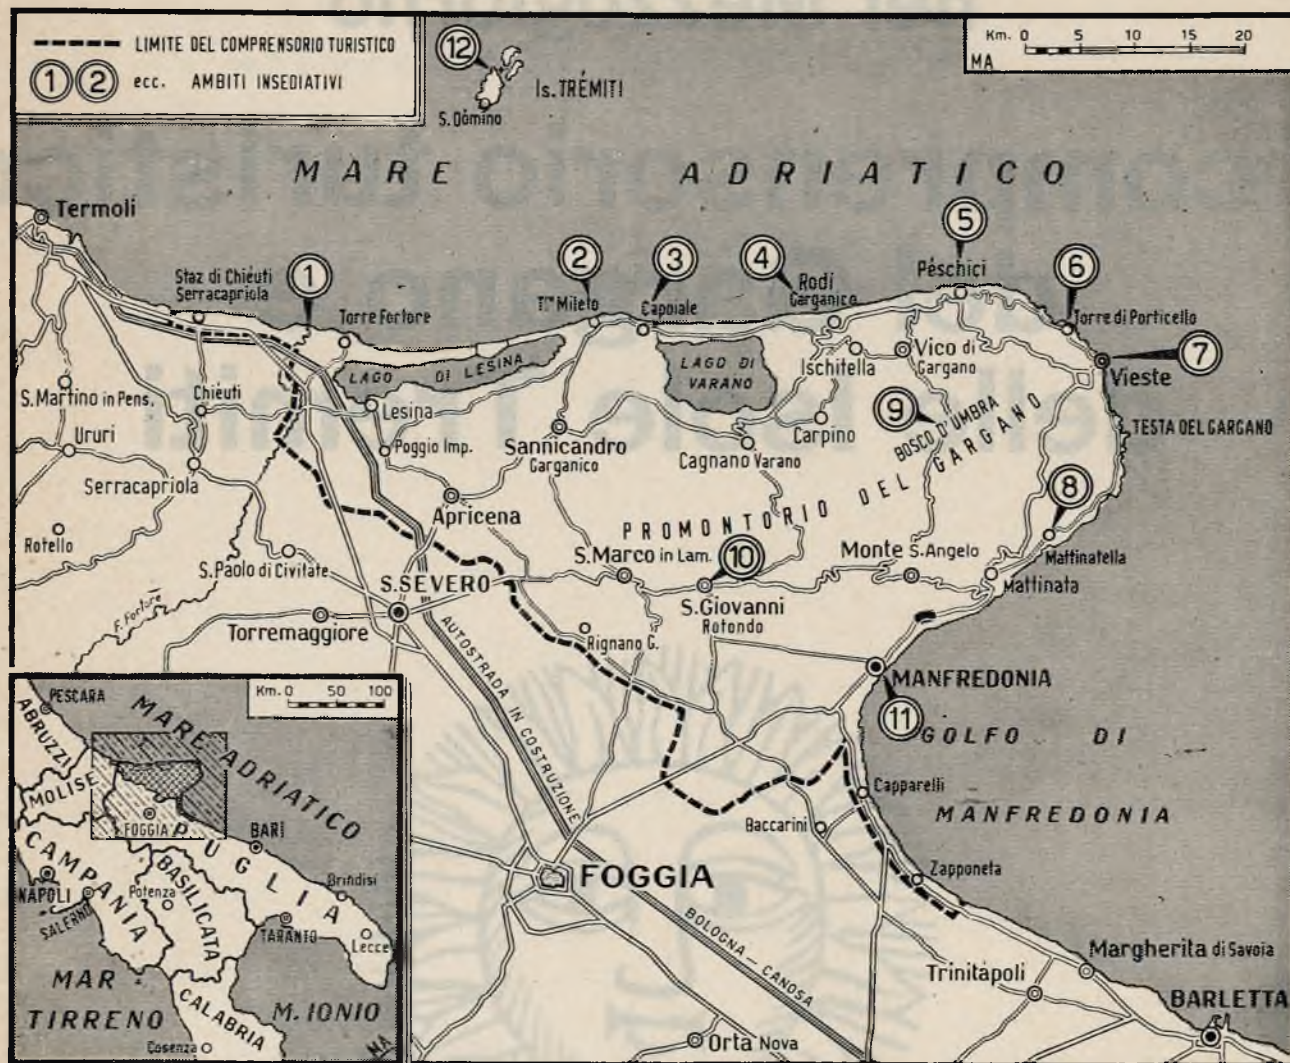 LIMITE DEL COMPRENSORIO TURISTICO
1 2 ecc. AMBITI INSEDIATIVI
12
Is. TRÉMITI
S. Dòmino
Km. 0 5 10 15 20
MA
MARE ADRIATICO
Termoli
Staz di Chiéuti
Serracapriola
1
Torre Fortore
2
Trre Mileto
3
Capoiale
4
Rodi
Garganico
5
Péschici
6
Torre di Porticello
7
Vieste
LAGO DI LESINA
LAGO DI
VARANO
Ischitella
Vico di
Gargano
S. Martino in Pens.
Chiéuti
Lesina
Ururi
Poggio Imp.
Sannicandro
Garganico
Cagnano Varano
Carpino
9
BOSCO D'UMBRA
TESTA DEL GARGANO
Serracapriola
Apricena
PROMONTORIO DEL GARGANO
8
Mattinatella
Rotello
S. Paolo di Civitate
S. SEVERO
S. Marco in Lam.
10
Monte S. Angelo
Mattinata
F. Fortore
Torremaggiore
Rignano G.
S. Giovanni
Rotondo
MANFREDONIA
11
AUTOSTRADA IN COSTRUZIONE
BOLOGNA - CANOSA
GOLFO DI
MANFREDONIA
Capparelli
Baccarini
Zapponeta
FOGGIA
Margherita di Savoia
Trinitàpoli
BARLETTA
Orta Nova
Km. 0 50 100
PESCARA
ABRUZZI
MARE ADRIATICO
MOLISE
FOGGIA
PUGLIA
BARI
CAMPANIA
NAPOLI
SALERNO
BASILICATA
Potenza
Brindisi
TARANTO
Lecce
MAR
TIRRENO
CALABRIA
M. IONIO
Cosenza
MA